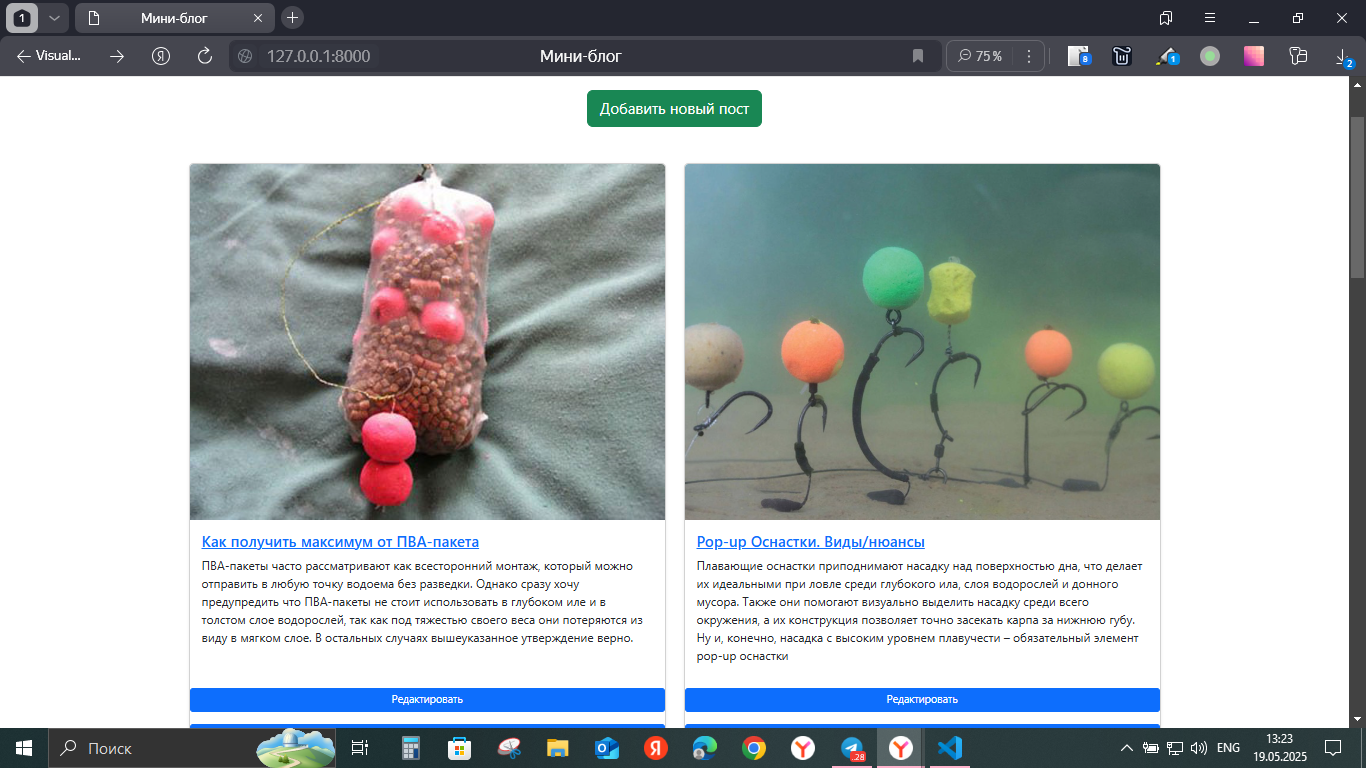 1
Мини-блог
Visual...
127.0.0.1:8000
Мини-блог
75 %
8
1
2
Добавить новый пост
Как получить максимум от ПВА-пакета
ПВА-пакеты часто рассматривают как всесторонний монтаж, который можно
отправить в любую точку водоема без разведки. Однако сразу хочу
предупредить что ПВА-пакеты не стоит использовать в глубоком иле и в
толстом слое водорослей, так как под тяжестью своего веса они потеряются из
виду в мягком слое. В остальных случаях вышеуказанное утверждение верно.
Редактировать
Pop-up Оснастки. Виды/нюансы
Плавающие оснастки приподнимают насадку над поверхностью дна, что делает
их идеальными при ловле среди глубокого ила, слоя водорослей и донного
мусора. Также они помогают визуально выделить насадку среди всего
окружения, а их конструкция позволяет точно засекать карпа за нижнюю губу.
Ну и, конечно, насадка с высоким уровнем плавучести – обязательный элемент
pop-up оснастки
Редактировать
Поиск
Я
28
ENG
13:23
19.05.2025